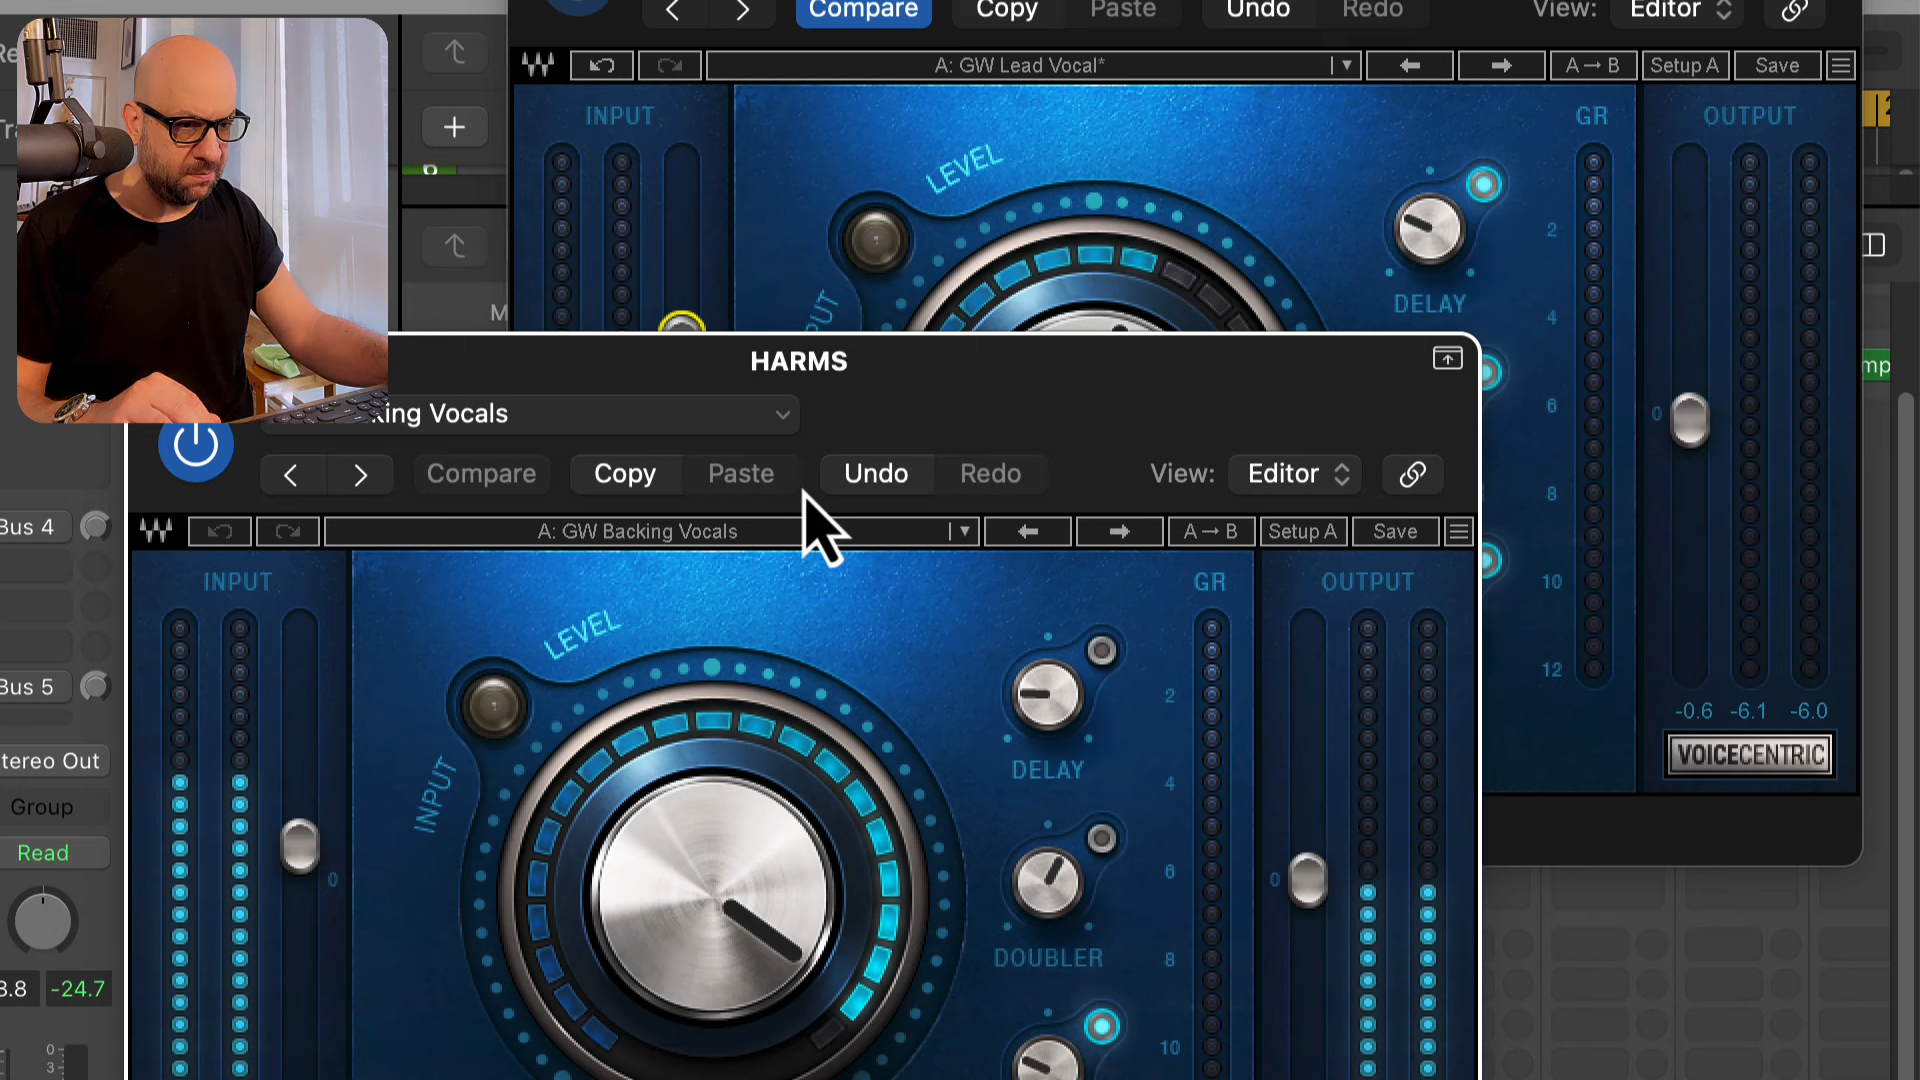 Compare
Copy
Paste
Undo
Redo
View:
Editor
A: GW Lead Vocal*
A → B
Setup A
Save
INPUT
LEVEL
GR
OUTPUT
DELAY
2
4
6
8
10
12
0
-0.6 -6.1 -6.0
VOICECENTRIC
HARMS
king Vocals
Compare
Copy
Paste
Undo
Redo
View:
Editor
A: GW Backing Vocals
A → B
Setup A
Save
INPUT
LEVEL
INPUT
GR
OUTPUT
DELAY
DOUBLER
2
4
6
8
10
0
0
Bus 4
Bus 5
tereo Out
Group
Read
3.8
-24.7
0
3
M
mp